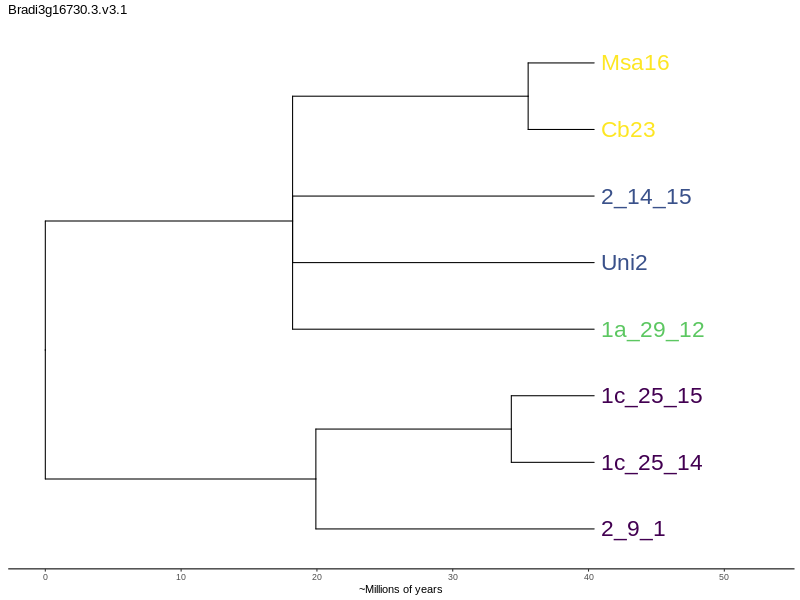 Bradi3g16730.3.v3.1
Msa16
Cb23
2_14_15
Uni2
1a_29_12
1c_25_15
1c_25_14
2_9_1
0 10 20 30 40 50
~Millions of years